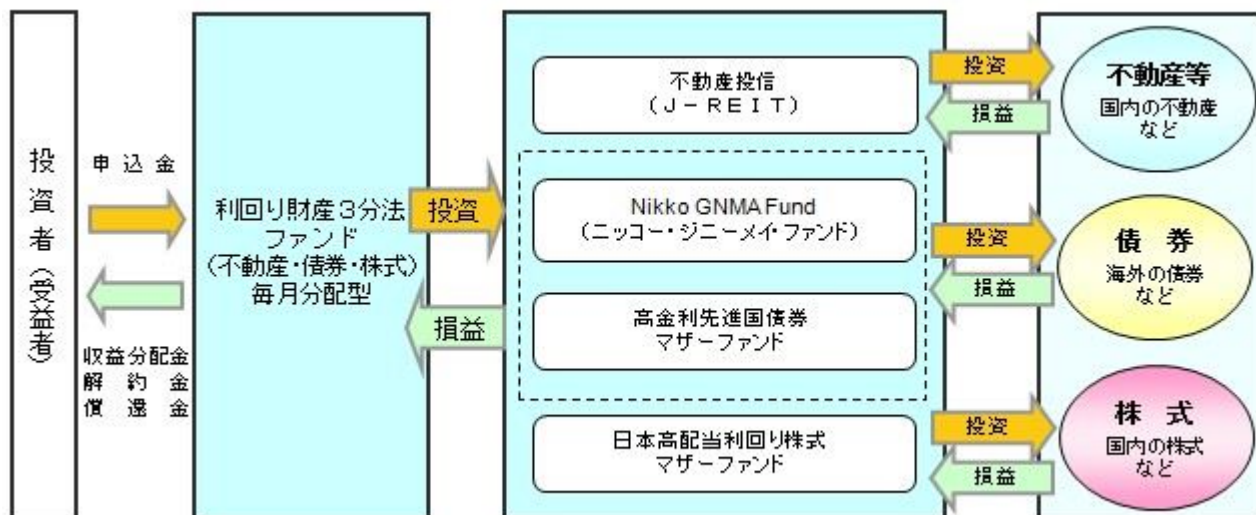 投資者(受益者)
申込金
収益分配金
解約金
償還金
利回り財産3分法
ファンド
(不動産・債券・株式)
毎月分配型
投資
損益
不動産投信
(J-REIT)
Nikko GNMA Fund
(ニッコー・ジニーメイ・ファンド)
高金利先進国債券
マザーファンド
日本高配当利回り株式
マザーファンド
投資
損益
投資
損益
投資
損益
不動産等
国内の不動産
など
債券
海外の債券
など
株式
国内の株式
など